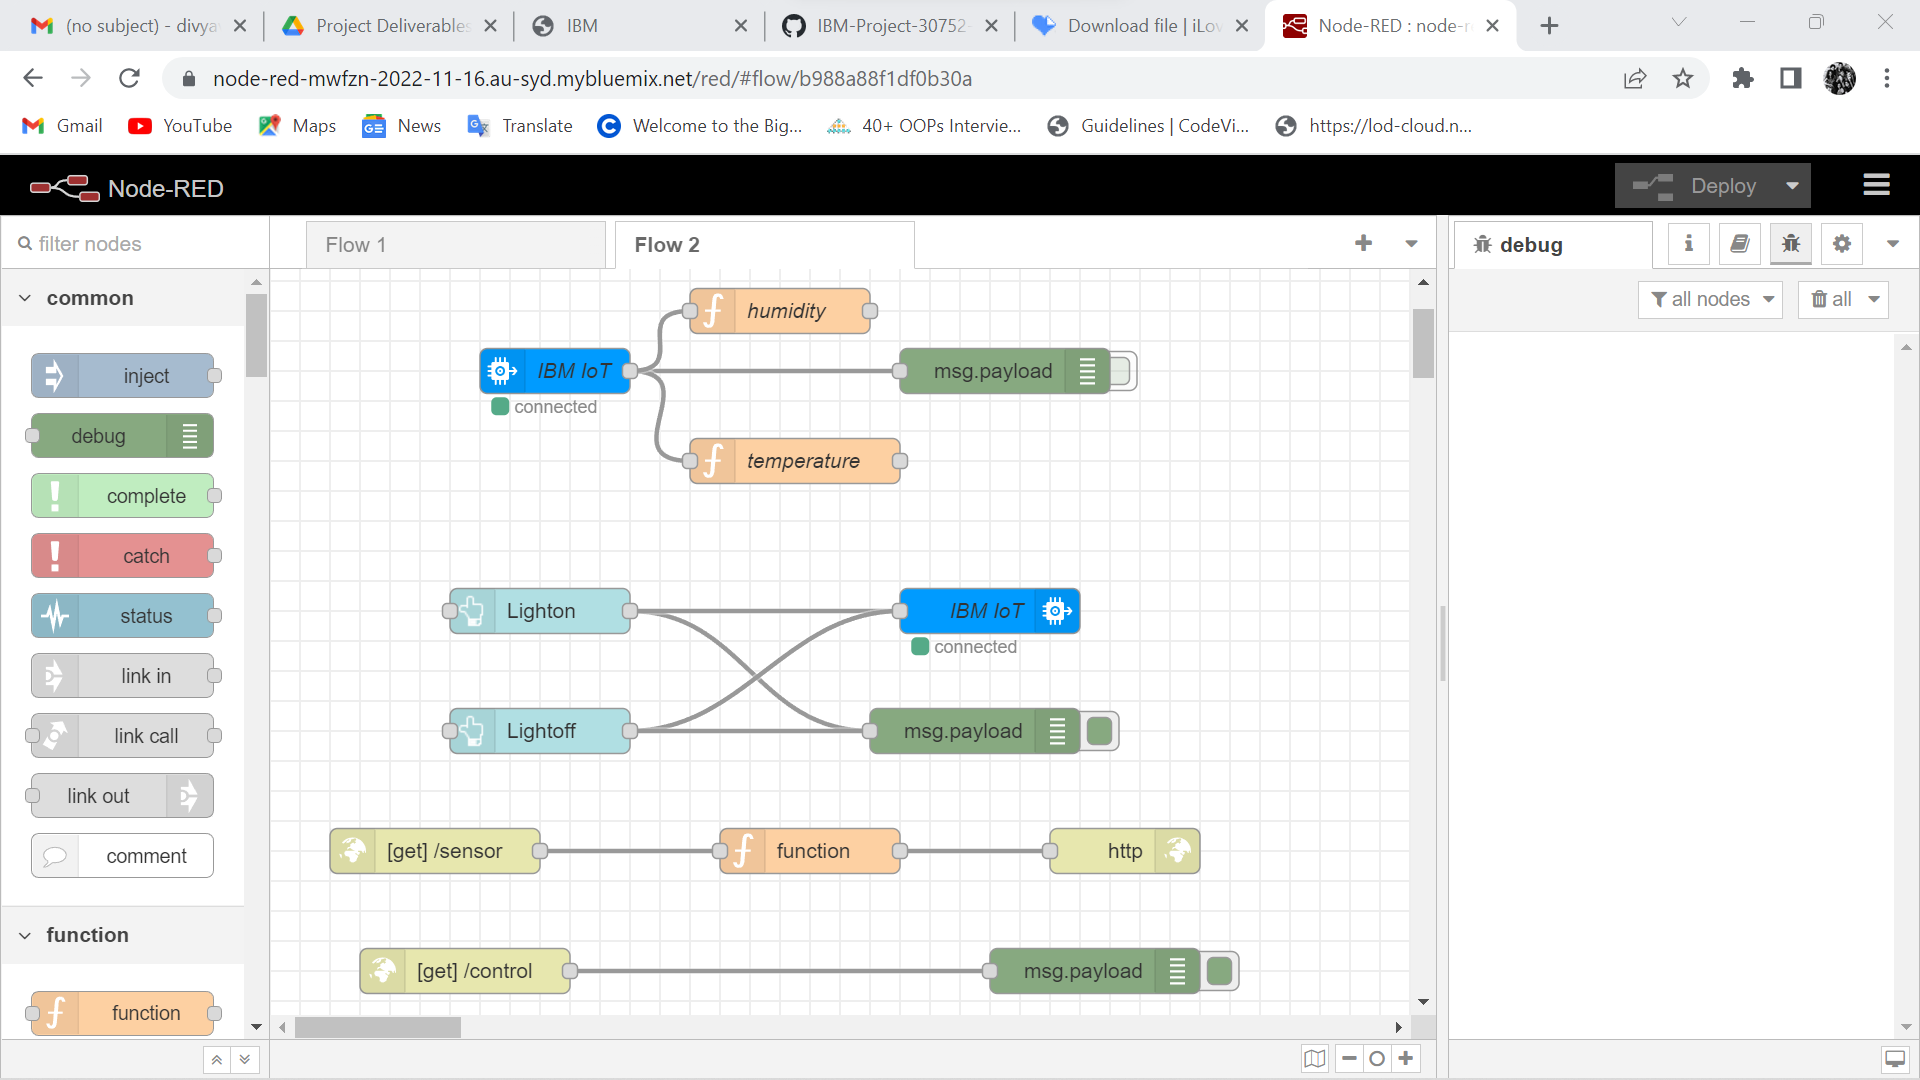 (no subject) - divya
Project Deliverables
IBM
IBM-Project-30752-
Download file | iLov
Node-RED : node-r
node-red-mwfzn-2022-11-16.au-syd.mybluemix.net/red/#flow/b988a88f1df0b30a
Gmail
YouTube
Maps
News
Translate
Welcome to the Big...
40+ OOPs Intervie...
Guidelines | CodeVi...
https://lod-cloud.n...
Node-RED
Deploy
filter nodes
Flow 1
Flow 2
debug
all nodes
all
common
inject
debug
complete
catch
status
link in
link call
link out
comment
function
function
humidity
IBM IoT
connected
msg.payload
temperature
Lighton
IBM IoT
connected
Lightoff
msg.payload
[get] /sensor
function
http
[get] /control
msg.payload